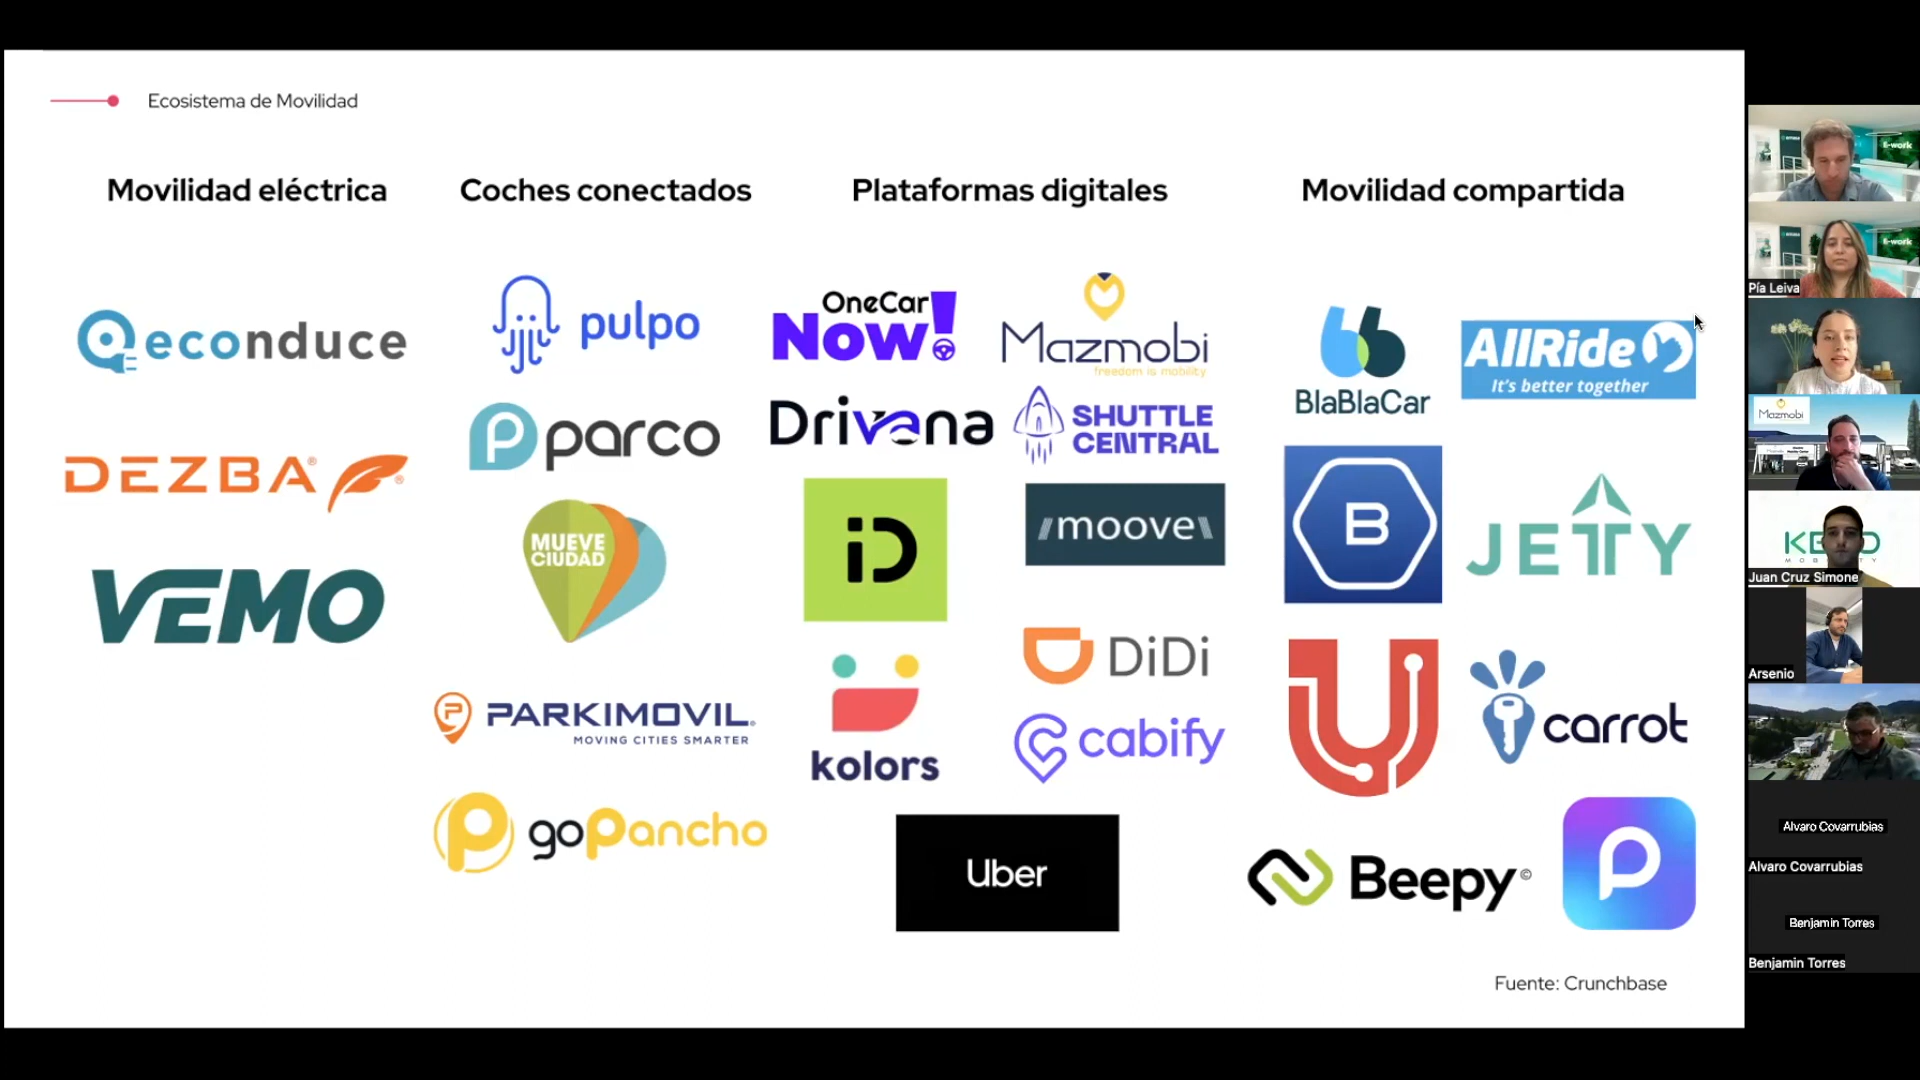 Ecosistema de Movilidad
Movilidad eléctrica
econduce
DEZBA®
VEMO
Coches conectados
pulpo
parco
MUEVE
CIUDAD
PARKIMOVIL®
MOVING CITIES SMARTER
goPancho
Plataformas digitales
OneCar
Now!
Mazmobi
freedom is mobility
Drivana
SHUTTLE
CENTRAL
iD
moove
kolors
DiDi
cabify
Uber
Movilidad compartida
BlaBlaCar
AllRide
It's better together
B
JETTY
U
carrot
Beepy©
P
Fuente: Crunchbase
E-work
E-work
Pía Leiva
Mazmobi
Juan Cruz Simone
Arsenio
Alvaro Covarrubias
Alvaro Covarrubias
Benjamin Torres
Benjamin Torres